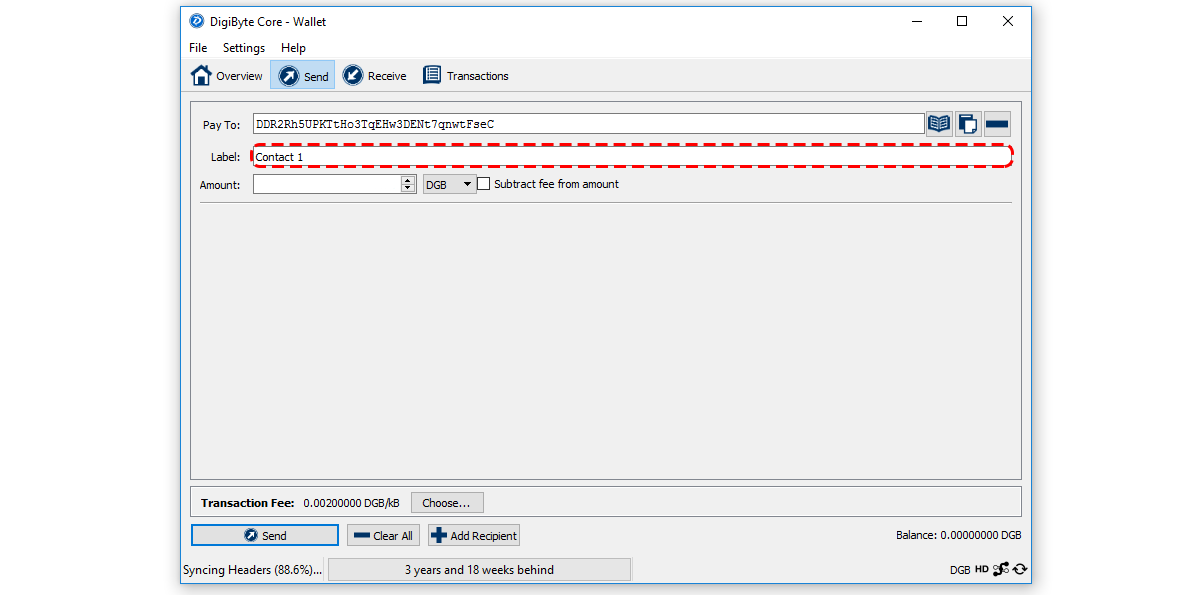 DigiByte Core - Wallet
File Settings Help
Overview Send Receive Transactions
Pay To: DDR2Rh5UPKTtHo3TqEHw3DENt7qnwtFseC
Label: Contact 1
Amount: DGB Subtract fee from amount
Transaction Fee: 0.00200000 DGB/kB Choose...
Send Clear All Add Recipient Balance: 0.00000000 DGB
Syncing Headers (88.6%)... 3 years and 18 weeks behind DGB HD